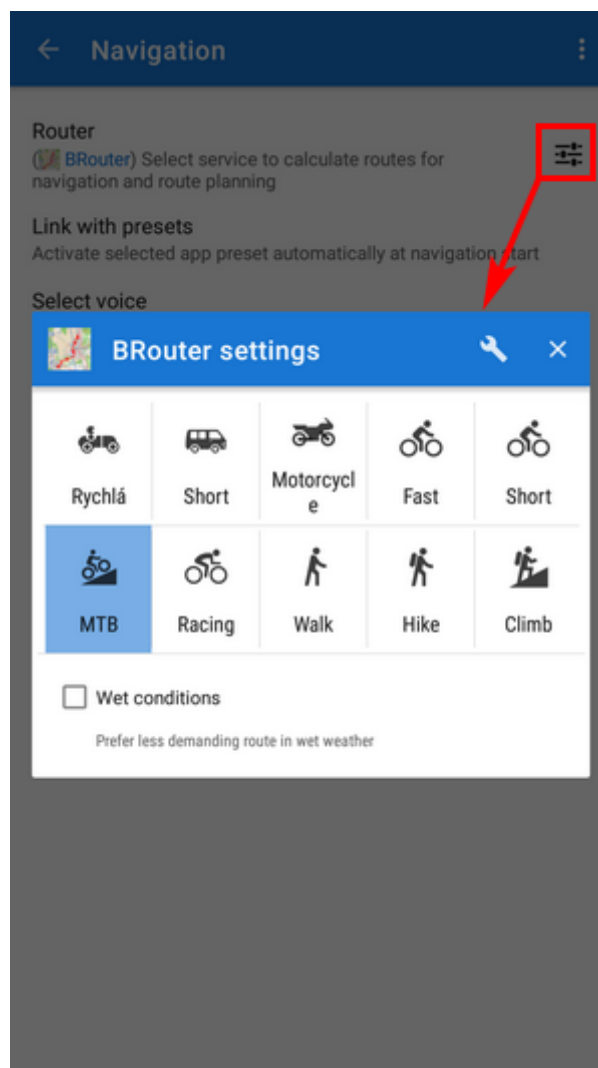 Navigation
Router
( BRouter) Select service to calculate routes for
navigation and route planning
Link with presets
Activate selected app preset automatically at navigation start
Select voice
BRouter settings
Rychlá
Short
Motorcycl
e
Fast
Short
MTB
Racing
Walk
Hike
Climb
Wet conditions
Prefer less demanding route in wet weather